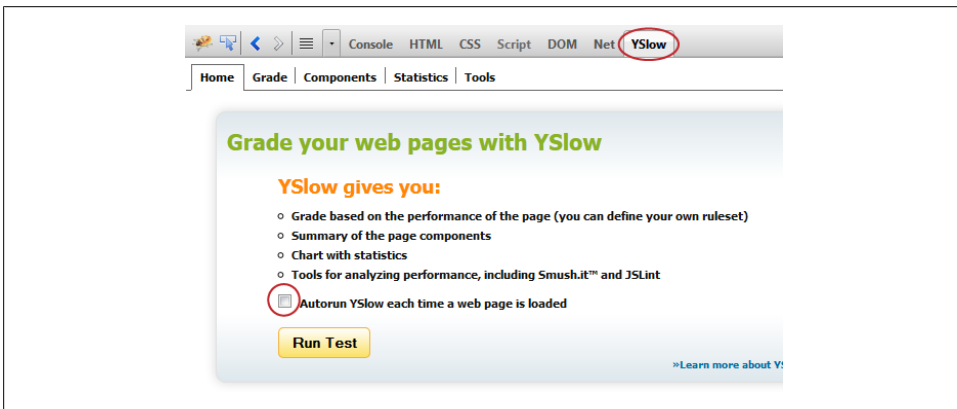 Console HTML CSS Script DOM Net YSlow
Home Grade Components Statistics Tools
Grade your web pages with YSlow
YSlow gives you:
Grade based on the performance of the page (you can define your own ruleset)
Summary of the page components
Chart with statistics
Tools for analyzing performance, including Smush.it™ and JSLint
Autorun YSlow each time a web page is loaded
Run Test
»Learn more about